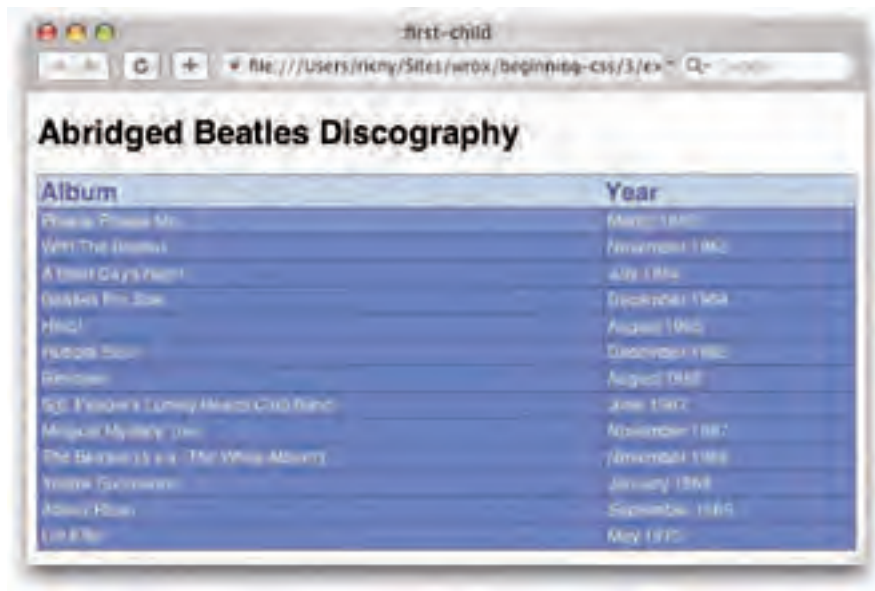 :first-child
file:///Users/ricny/Sites/wrox/beginning-css/3/ex
Abridged Beatles Discography
Album Year
Please Please Me March 1963
With The Beatles November 1963
A Hard Day's Night July 1964
Beatles For Sale December 1964
Help! August 1965
Rubber Soul December 1965
Revolver August 1966
Sgt. Pepper's Lonely Hearts Club Band June 1967
Magical Mystery Tour November 1967
The Beatles (a.k.a. The White Album) November 1968
Yellow Submarine January 1969
Abbey Road September 1969
Let It Be May 1970